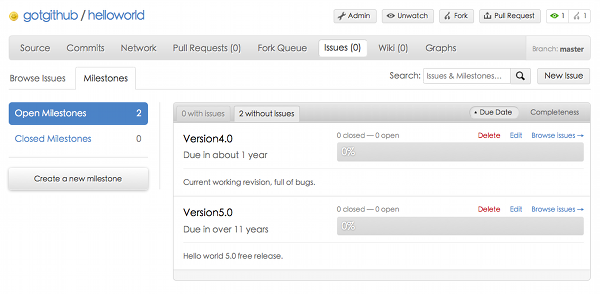 gotgithub / helloworld
Admin Unwatch Fork Pull Request 1 1
Source Commits Network Pull Requests (0) Fork Queue Issues (0) Wiki (0) Graphs Branch: master
Browse Issues Milestones Search: Issues & Milestones... New Issue
Open Milestones 2
Closed Milestones 0
Create a new milestone
0 with issues 2 without issues Due Date Completeness
Version4.0
Due in about 1 year
0 closed — 0 open Delete Edit Browse issues →
0%
Current working revision, full of bugs.
Version5.0
Due in over 11 years
0 closed — 0 open Delete Edit Browse issues →
0%
Hello world 5.0 free release.